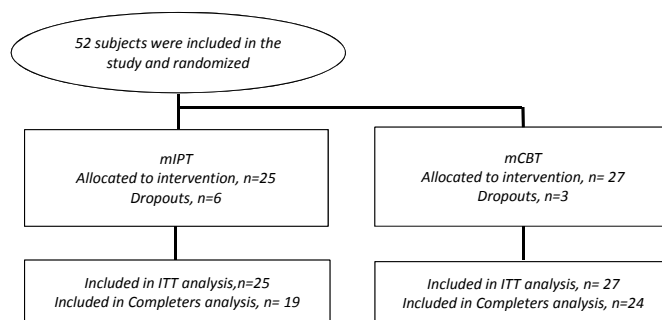 52 subjects were included in the
study and randomized
mIPT
Allocated to intervention, n=25
Dropouts, n=6
mCBT
Allocated to intervention, n= 27
Dropouts, n=3
Included in ITT analysis,n=25
Included in Completers analysis, n= 19
Included in ITT analysis, n= 27
Included in Completers analysis, n=24